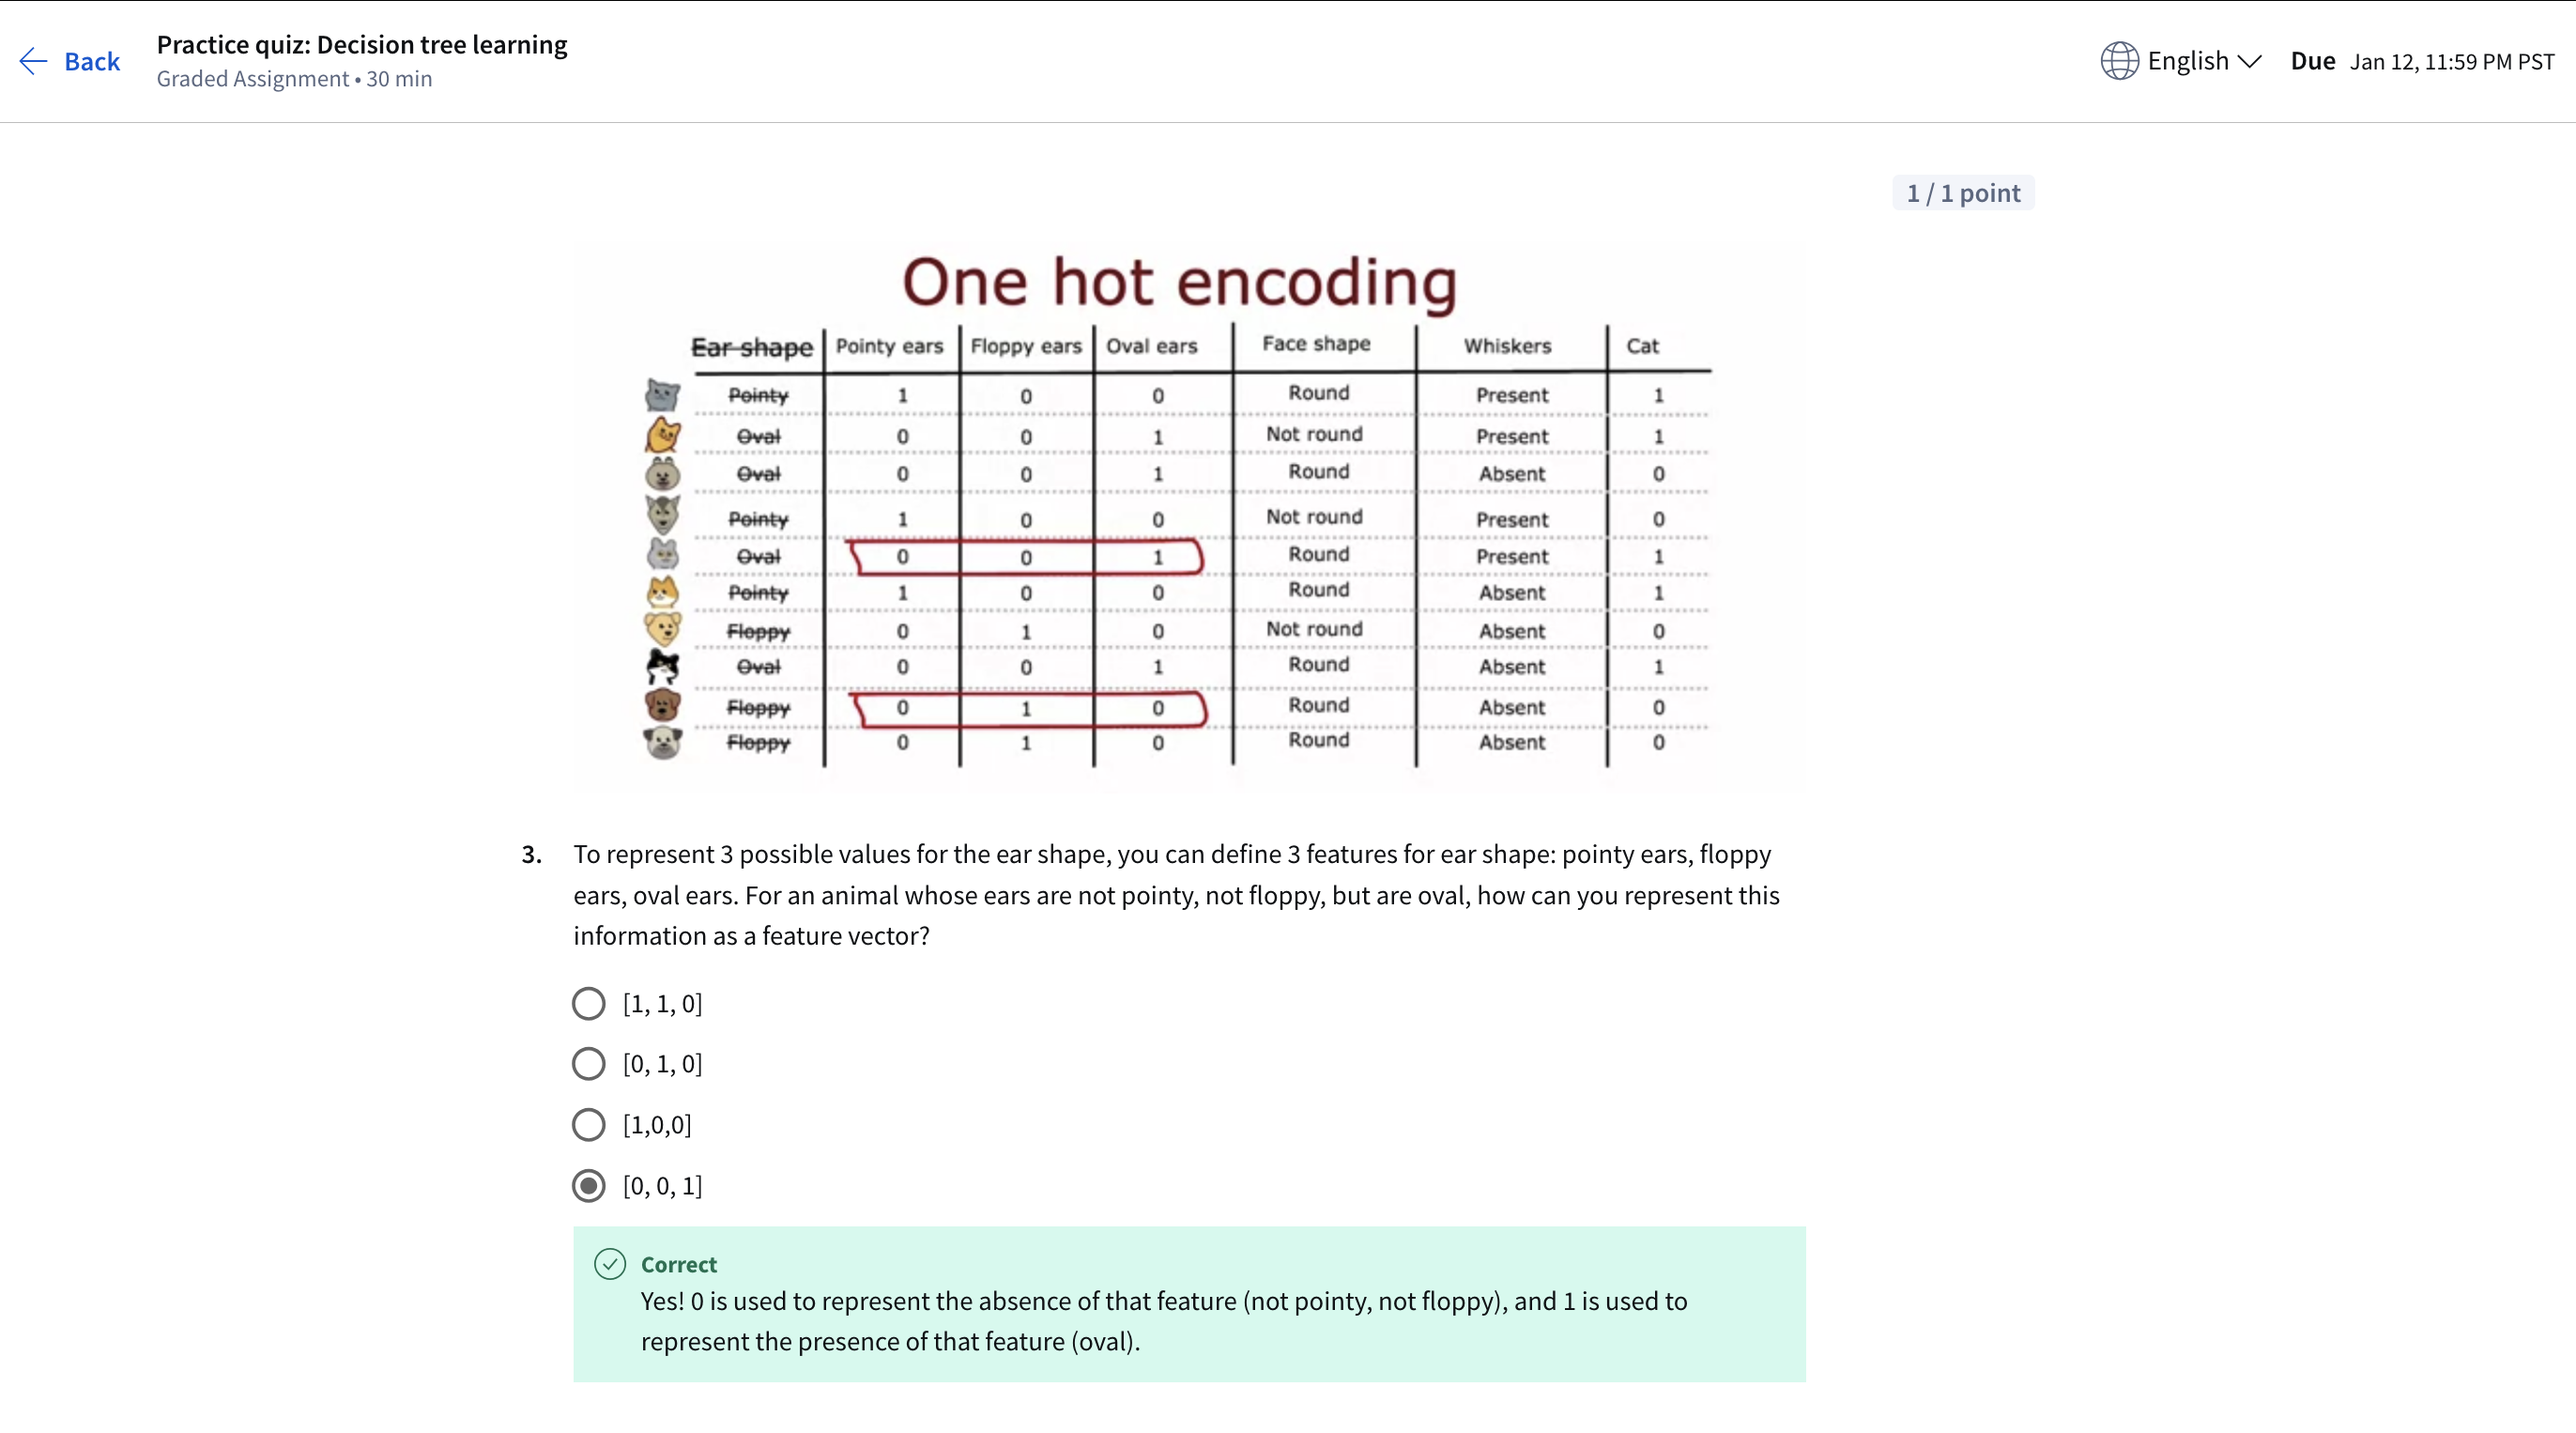 Back
Practice quiz: Decision tree learning
Graded Assignment • 30 min
English
Due Jan 12, 11:59 PM PST
1 / 1 point
One hot encoding
Ear shape Pointy ears Floppy ears Oval ears Face shape Whiskers Cat
Pointy 1 0 0 Round Present 1
Oval 0 0 1 Not round Present 1
Oval 0 0 1 Round Absent 0
Pointy 1 0 0 Not round Present 0
Oval 0 0 1 Round Present 1
Pointy 1 0 0 Round Absent 1
Floppy 0 1 0 Not round Absent 0
Oval 0 0 1 Round Absent 1
Floppy 0 1 0 Round Absent 0
Floppy 0 1 0 Round Absent 0
3. To represent 3 possible values for the ear shape, you can define 3 features for ear shape: pointy ears, floppy
ears, oval ears. For an animal whose ears are not pointy, not floppy, but are oval, how can you represent this
information as a feature vector?
[1, 1, 0]
[0, 1, 0]
[1,0,0]
[0, 0, 1]
Correct
Yes! 0 is used to represent the absence of that feature (not pointy, not floppy), and 1 is used to
represent the presence of that feature (oval).